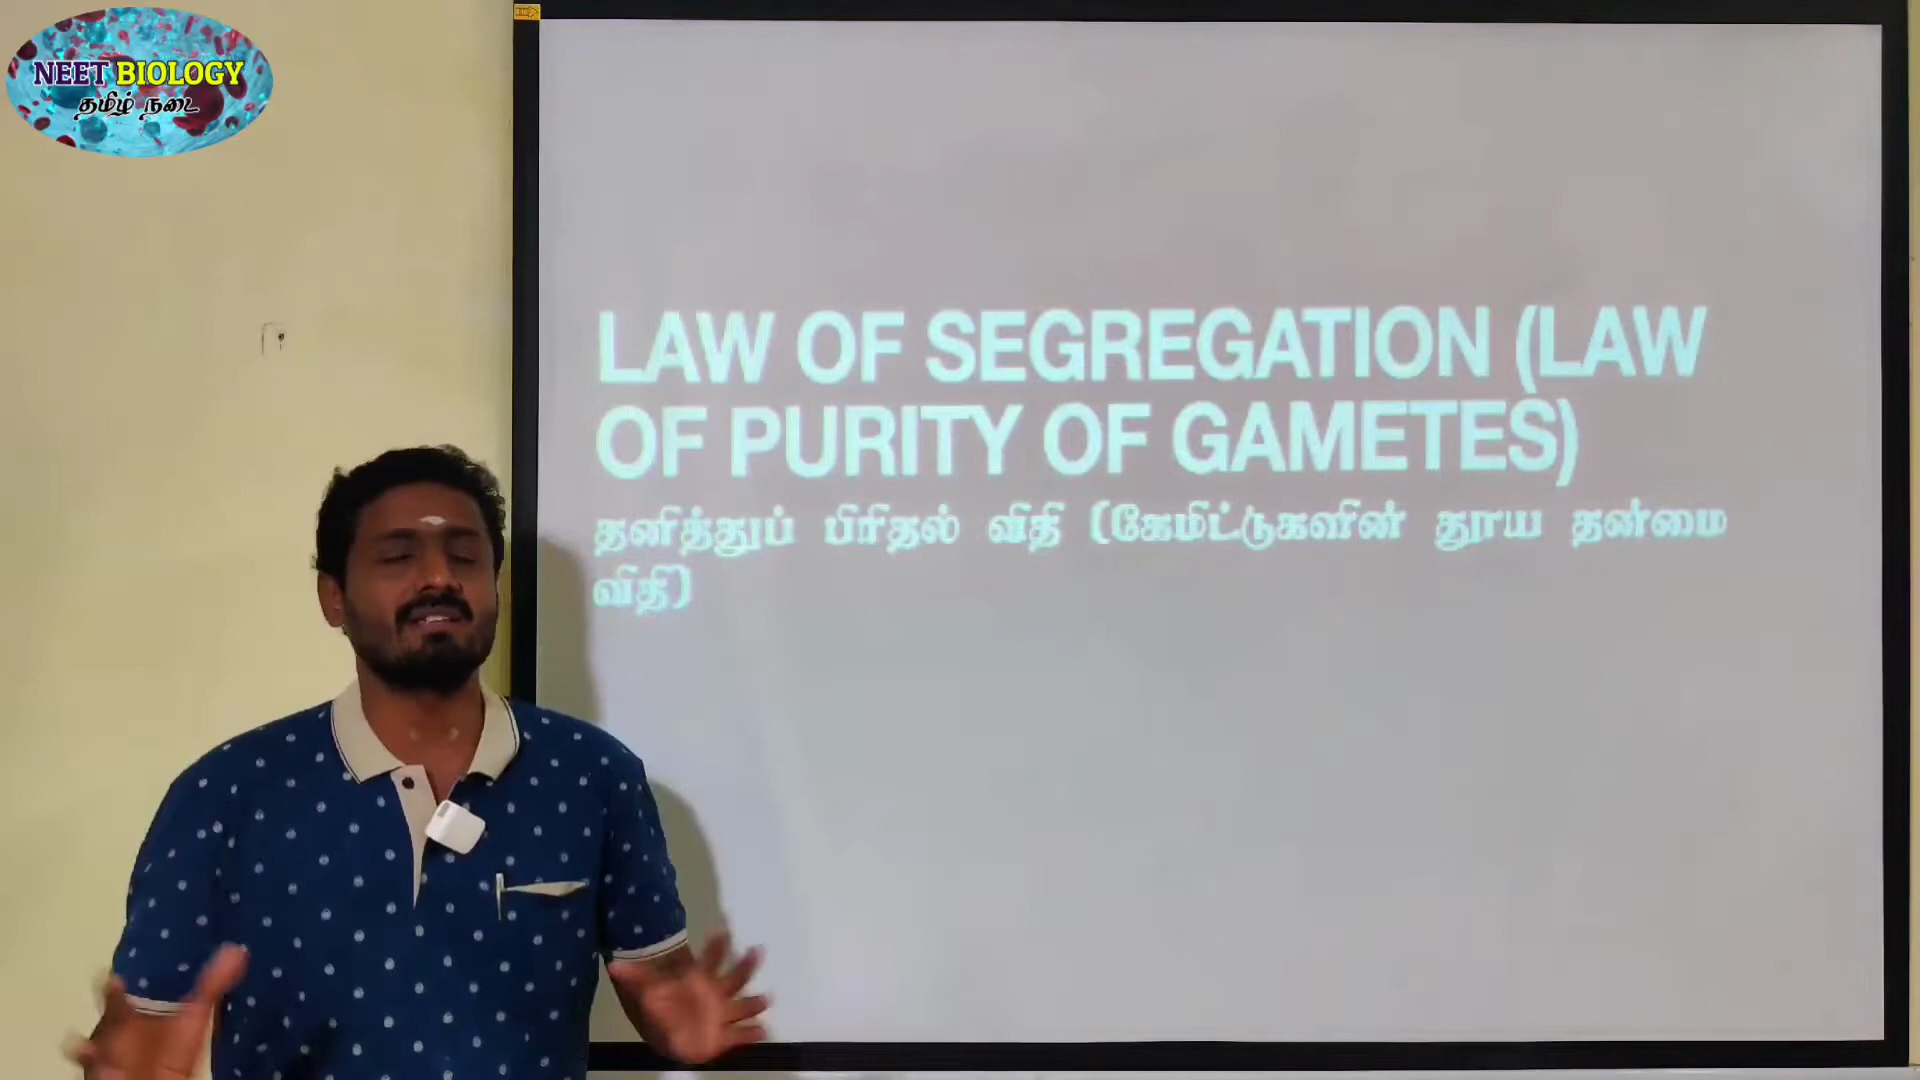 NEET BIOLOGY
தமிழ் நடை
LAW OF SEGREGATION (LAW
OF PURITY OF GAMETES)
தனித்துப் பிரிதல் விதி (கேமிட்டுகளின் தூய தன்மை
விதி)